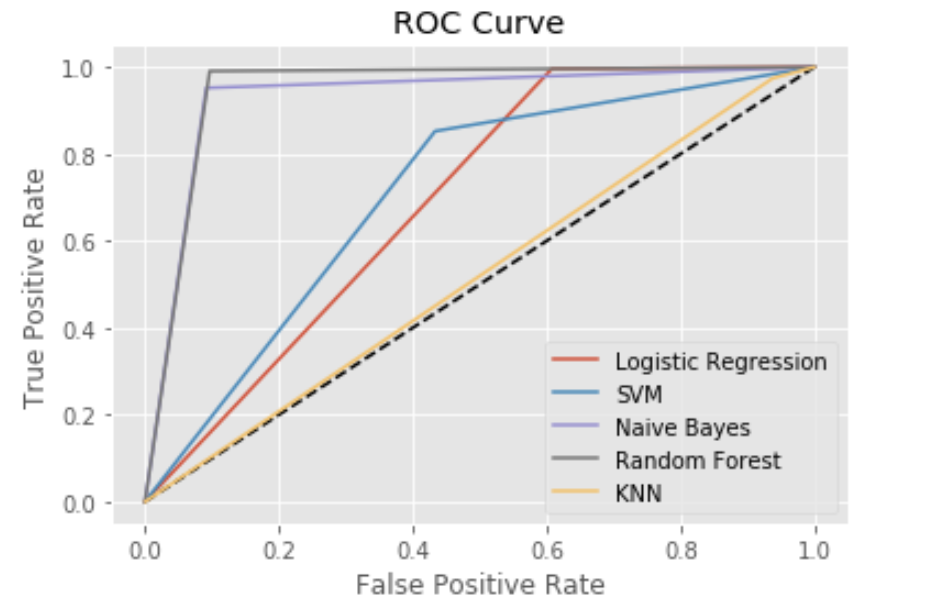 ROC Curve
True Positive Rate
1.0
0.8
0.6
0.4
0.2
0.0
Logistic Regression
SVM
Naive Bayes
Random Forest
KNN
0.0 0.2 0.4 0.6 0.8 1.0
False Positive Rate